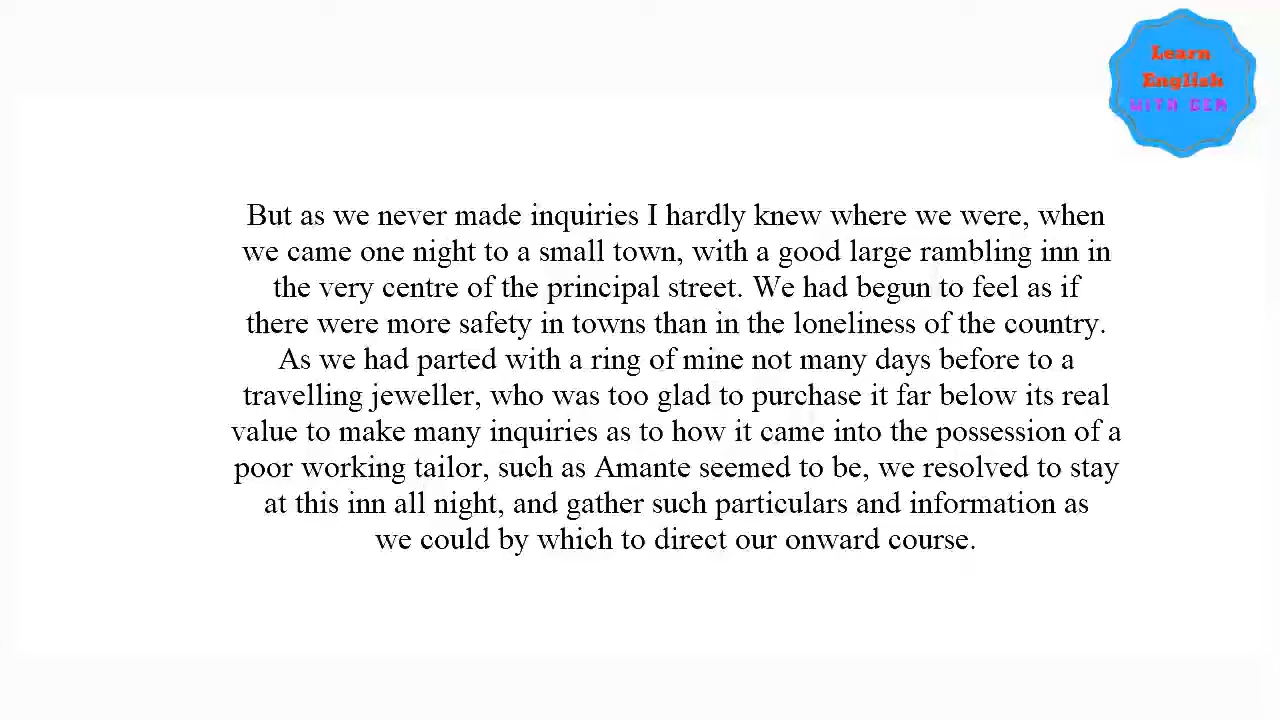 Learn
English
WITH BEN
But as we never made inquiries I hardly knew where we were, when
we came one night to a small town, with a good large rambling inn in
the very centre of the principal street. We had begun to feel as if
there were more safety in towns than in the loneliness of the country.
As we had parted with a ring of mine not many days before to a
travelling jeweller, who was too glad to purchase it far below its real
value to make many inquiries as to how it came into the possession of a
poor working tailor, such as Amante seemed to be, we resolved to stay
at this inn all night, and gather such particulars and information as
we could by which to direct our onward course.